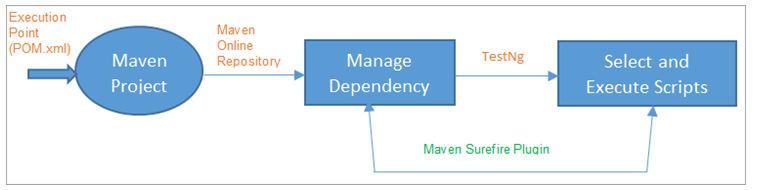 Execution
Point
(POM.xml)
Maven
Project
Maven
Online
Repository
Manage
Dependency
TestNg
Select and
Execute Scripts
Maven Surefire Plugin